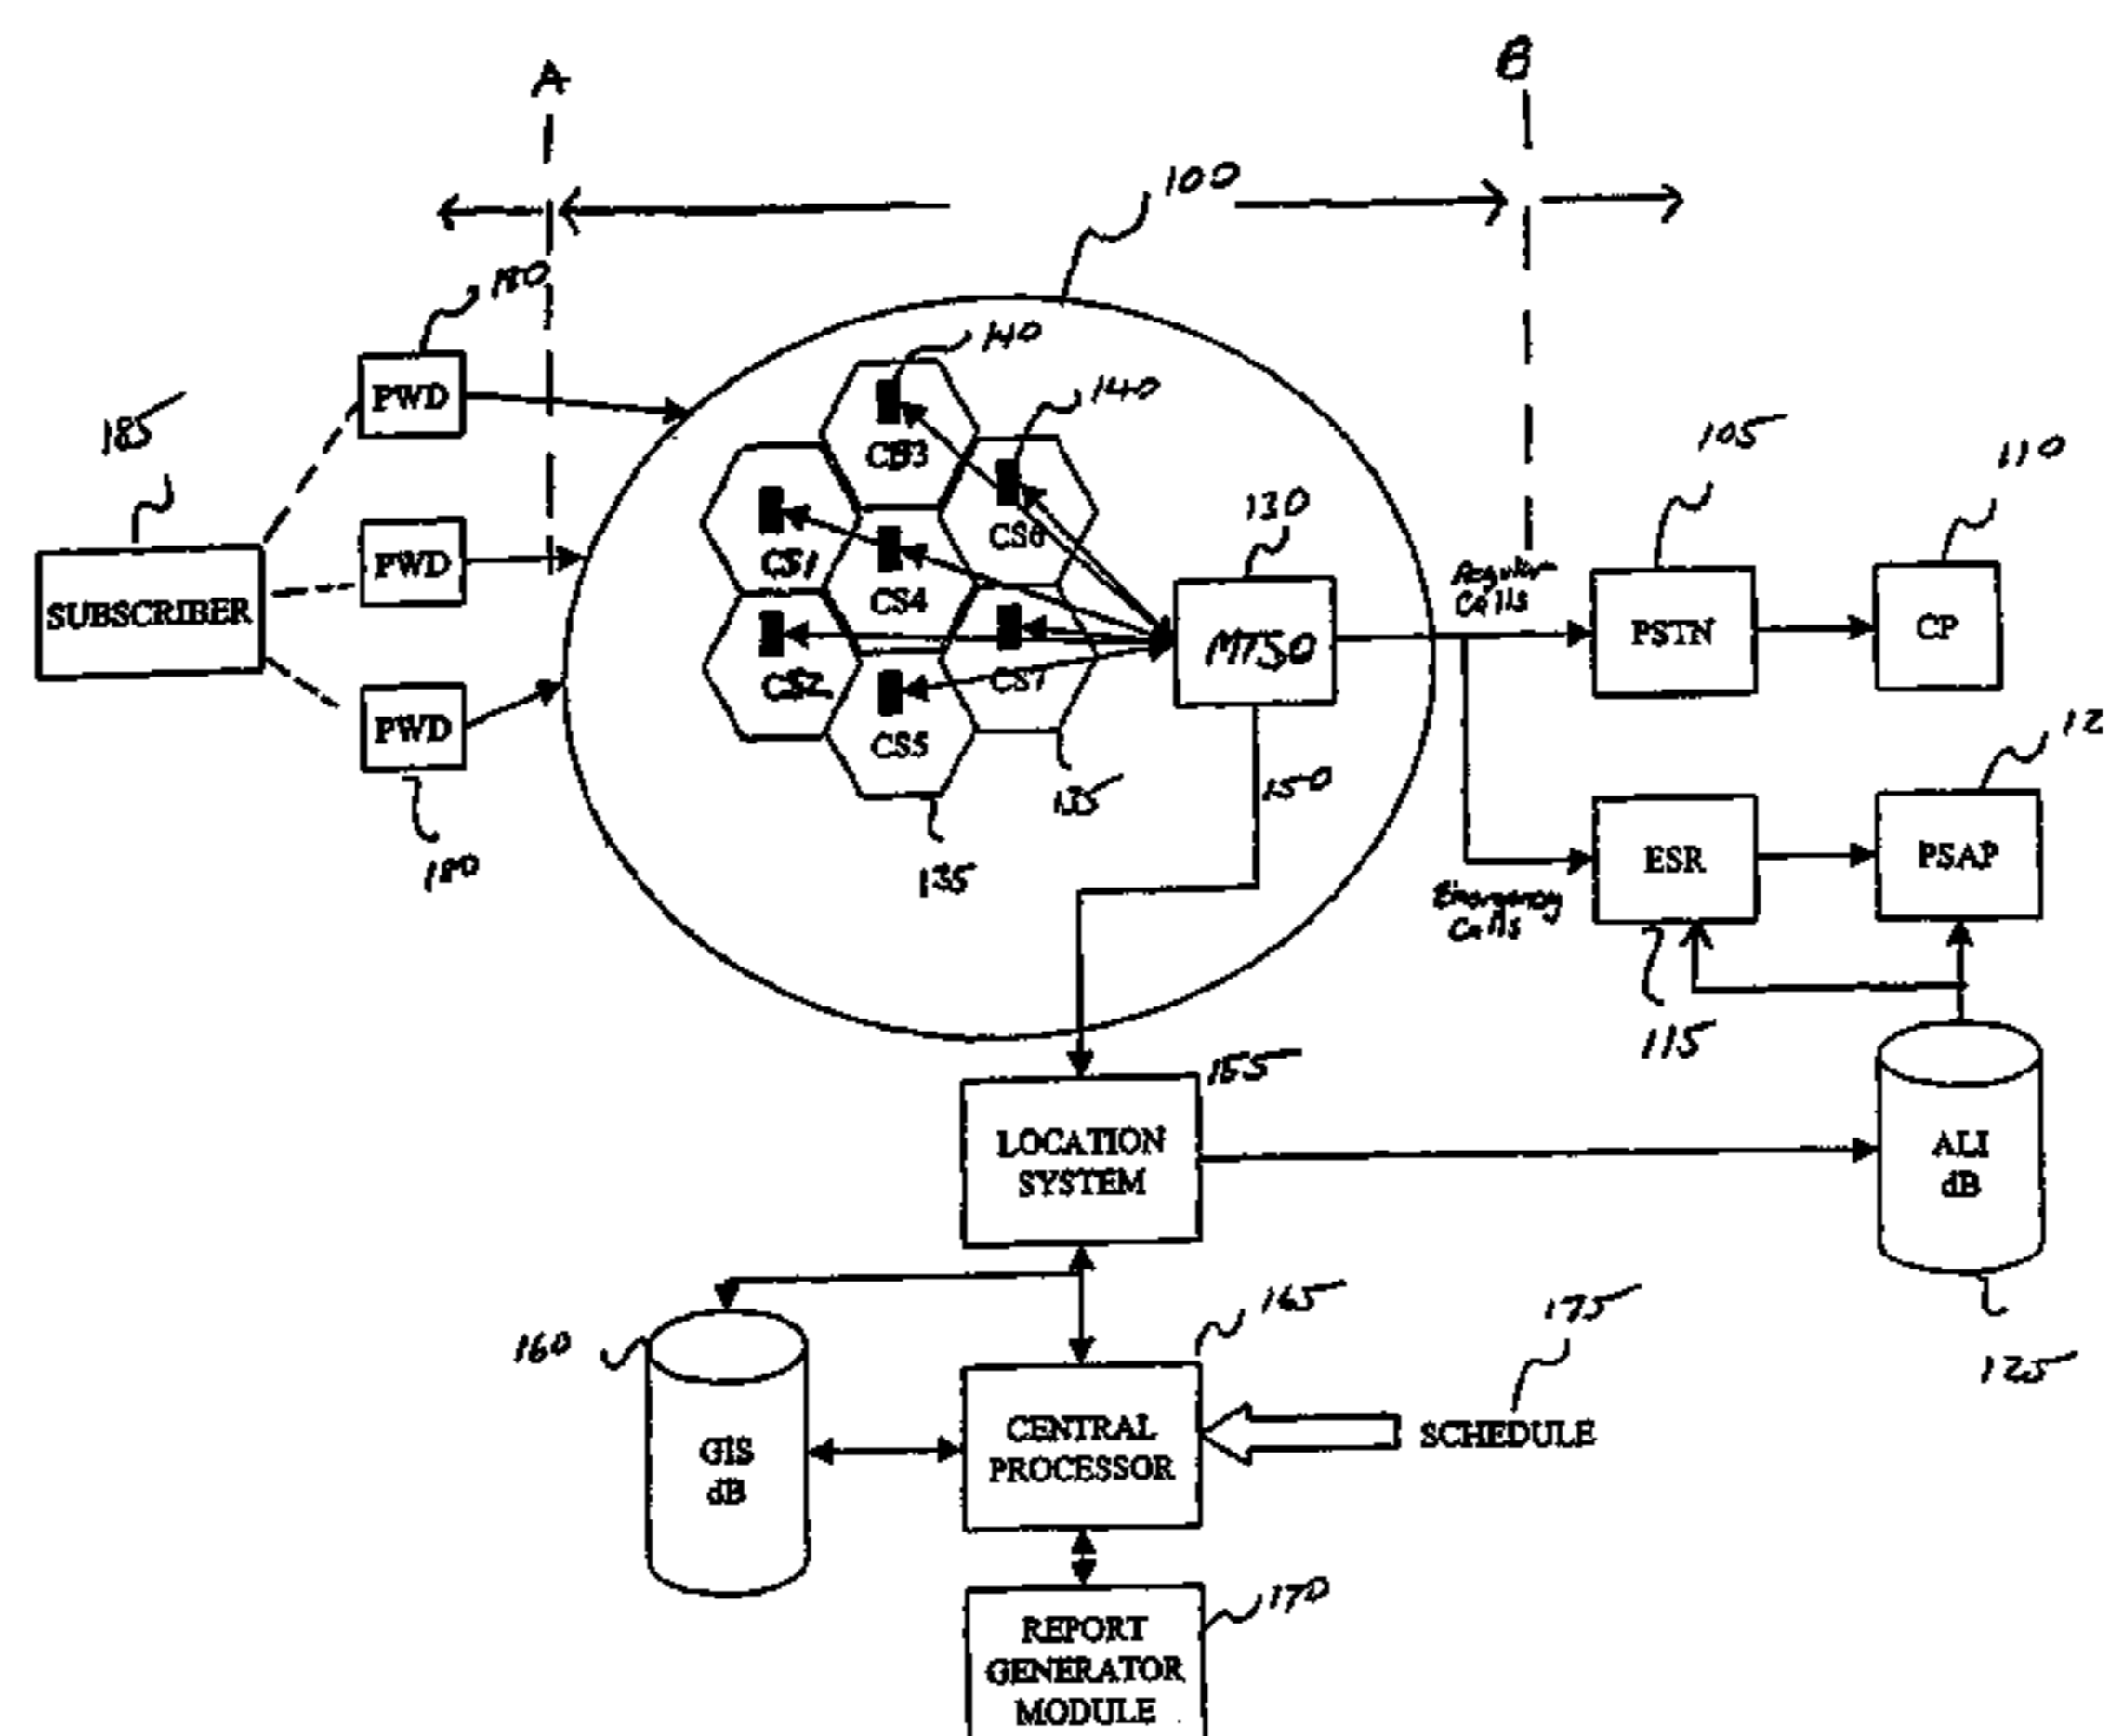 A
B
100
180
140
140
PWD
185
CS3
105
110
130
CS6
Regular
Calls
CS1
PWD
CS4
SUBSCRIBER
MTSO
PSTN
CP
CS2
CS7
PWD
CS5
12
150
135
180
135
ESR
PSAP
Emergency
Calls
115
155
LOCATION
SYSTEM
ALI
dB
165
175
160
125
CENTRAL
PROCESSOR
SCHEDULE
GIS
dB
170
REPORT
GENERATOR
MODULE